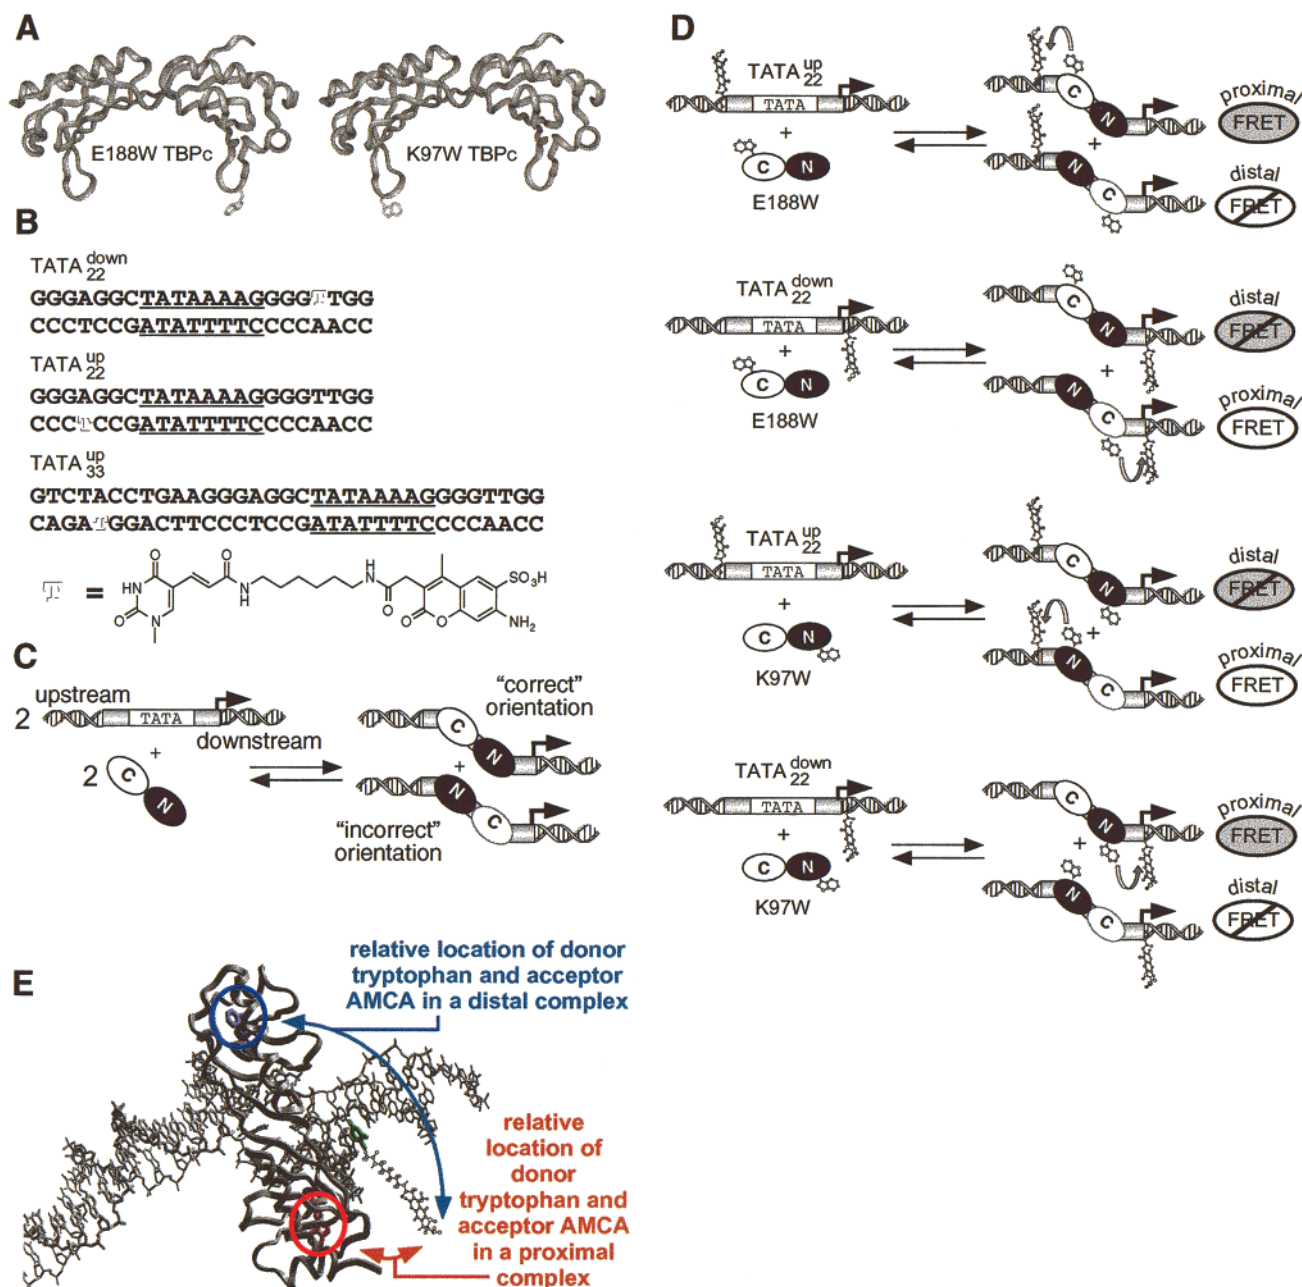 A
E188W TBPc
K97W TBPc
B
TATA down 22
GGGAGGCTATAAAAGGGGTTGG
CCCTCCGATATTTTCCCCAACC
TATA up 22
GGGAGGCTATAAAAGGGGTTGG
CCCTCCGATATTTTCCCCAACC
TATA up 33
GTCTACCTGAAGGGAGGCTATAAAAGGGGTTGG
CAGATGGACTTCCCTCCGATATTTTCCCCAACC
T =
O
HN
O
N
O
N
H
H
N
O
O
O
SO3H
NH2
C
2
upstream
TATA
downstream
+
2
C
N
"correct"
orientation
C
N
+
N
C
"incorrect"
orientation
D
TATA up 22
TATA
+
C N
E188W
C
N
+
N
C
proximal
FRET
distal
FRET
TATA down 22
TATA
+
C N
E188W
C
N
+
N
C
distal
FRET
proximal
FRET
TATA up 22
TATA
+
C N
K97W
C
N
+
N
C
distal
FRET
proximal
FRET
TATA down 22
TATA
+
C N
K97W
C
N
+
N
C
proximal
FRET
distal
FRET
E
relative location of donor
tryptophan and acceptor
AMCA in a distal complex
relative
location of
donor
tryptophan and
acceptor AMCA
in a proximal
complex